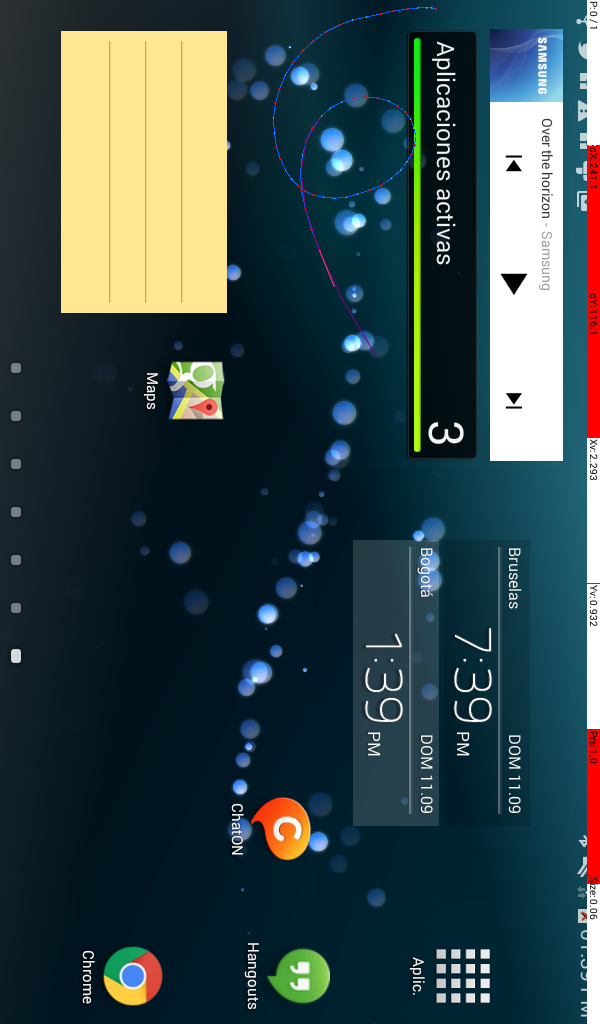 P: 0 / 1
dX: 241.1
dY: 116.1
Xv: 2.293
Yv: 0.932
Prs: 1.0
Size: 0.06
SAMSUNG
Over the horizon - Samsung
Aplicaciones activas
3
Bruselas
DOM 11.09
7:39 PM
Bogotá
DOM 11.09
1:39 PM
Maps
ChatON
Aplic.
Hangouts
Chrome